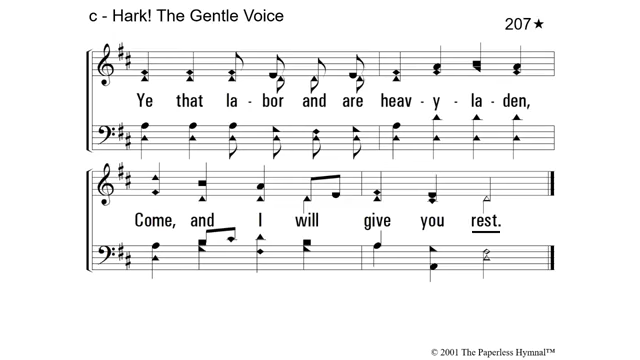 c - Hark! The Gentle Voice
207★
Ye that la - bor and are heav - y - la - den,
Come, and I will give you rest.
© 2001 The Paperless Hymnal™